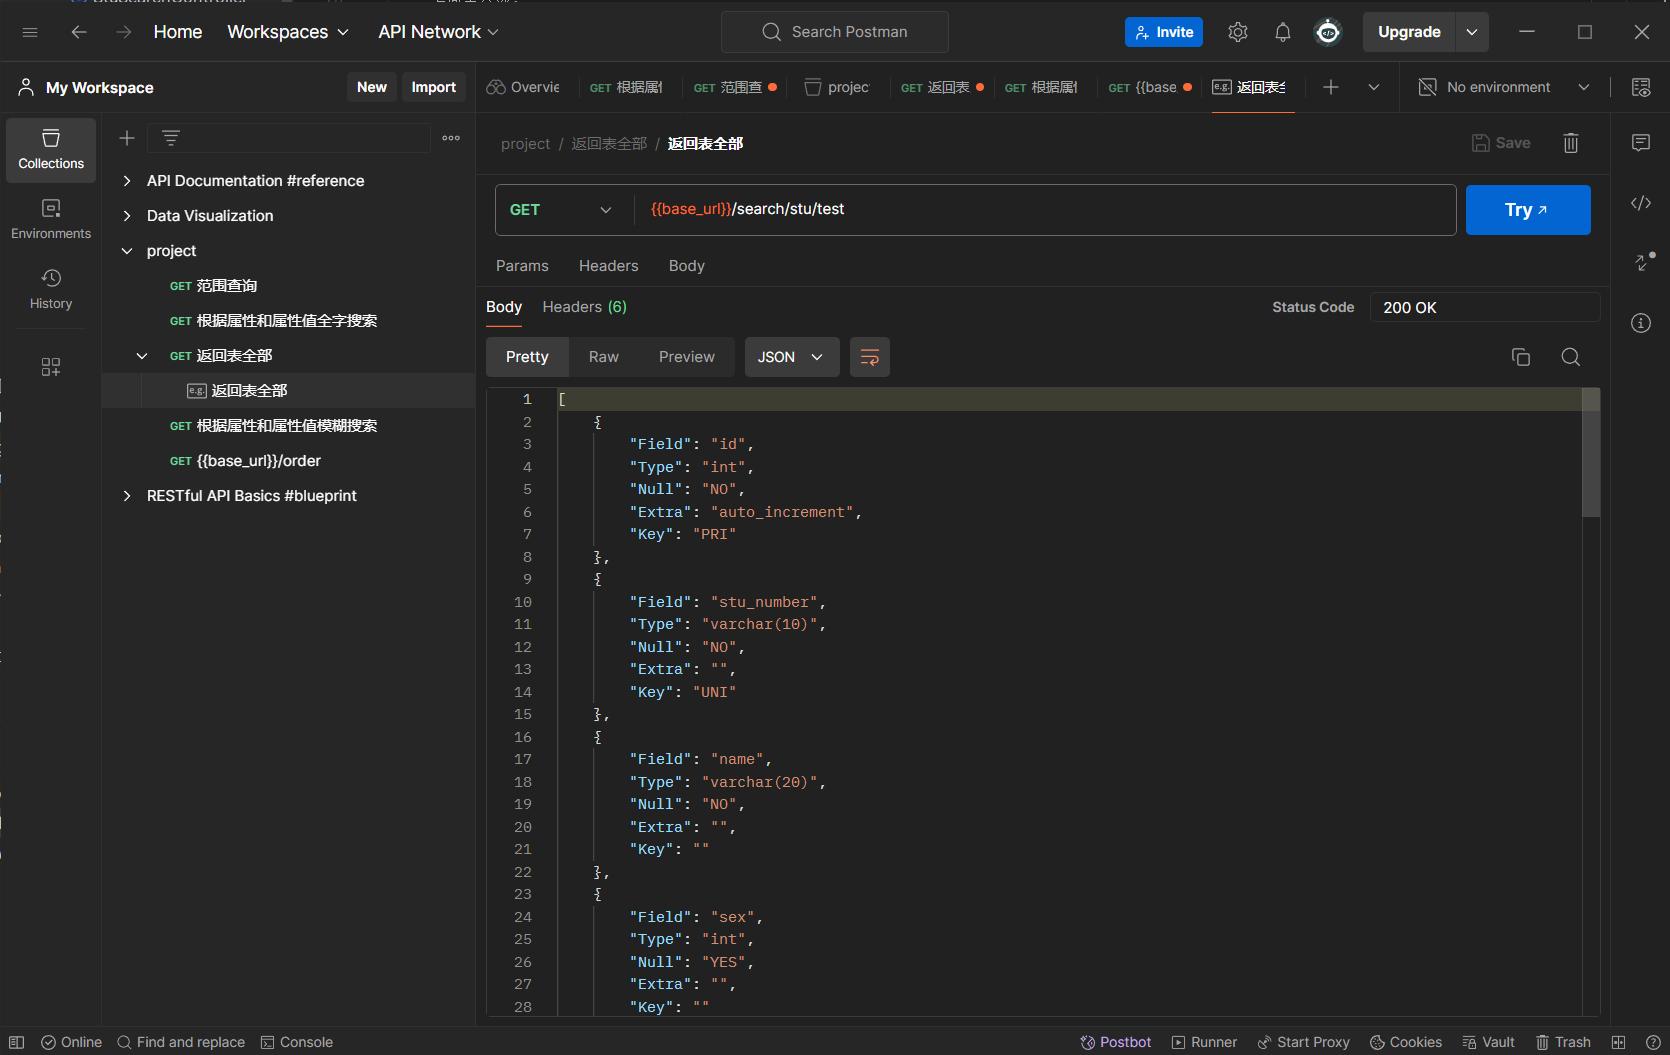 Home Workspaces API Network Search Postman Invite Upgrade
My Workspace New Import Overvie GET 根据属 GET 范围查 projec GET 返回表 GET 根据属 GET {{base_ e.g. 返回表 No environment
Collections
Environments
History
API Documentation #reference
Data Visualization
project
GET 范围查询
GET 根据属性和属性值全字搜索
GET 返回表全部
e.g. 返回表全部
GET 根据属性和属性值模糊搜索
GET {{base_url}}/order
RESTful API Basics #blueprint
project / 返回表全部 / 返回表全部 Save
GET {{base_url}}/search/stu/test Try
Params Headers Body
Body Headers (6) Status Code 200 OK
Pretty Raw Preview JSON
1 [
2 {
3 "Field": "id",
4 "Type": "int",
5 "Null": "NO",
6 "Extra": "auto_increment",
7 "Key": "PRI"
8 },
9 {
10 "Field": "stu_number",
11 "Type": "varchar(10)",
12 "Null": "NO",
13 "Extra": "",
14 "Key": "UNI"
15 },
16 {
17 "Field": "name",
18 "Type": "varchar(20)",
19 "Null": "NO",
20 "Extra": "",
21 "Key": ""
22 },
23 {
24 "Field": "sex",
25 "Type": "int",
26 "Null": "YES",
27 "Extra": "",
28 "Key": ""
Online Find and replace Console Postbot Runner Start Proxy Cookies Vault Trash